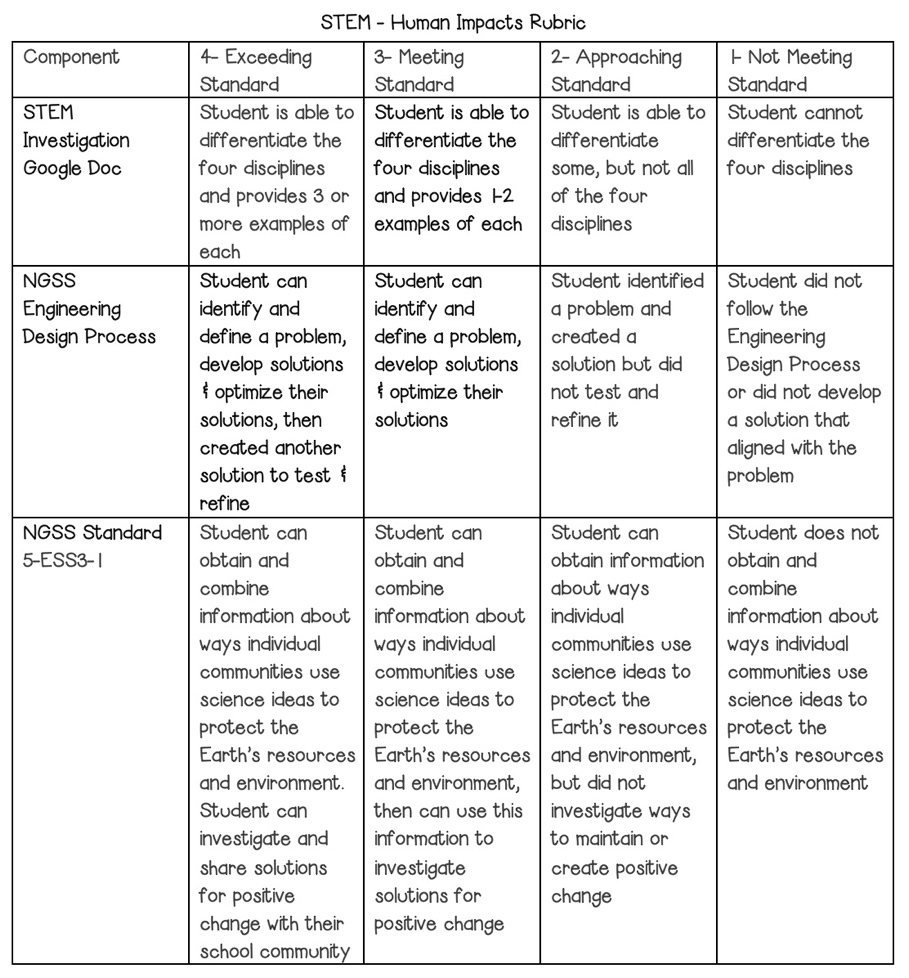 STEM - Human Impacts Rubric
Component
4- Exceeding
Standard
3- Meeting
Standard
2- Approaching
Standard
1- Not Meeting
Standard
STEM
Investigation
Google Doc
Student is able to
differentiate the
four disciplines
and provides 3 or
more examples of
each
Student is able to
differentiate the
four disciplines
and provides 1-2
examples of each
Student is able to
differentiate
some, but not all
of the four
disciplines
Student cannot
differentiate the
four disciplines
NGSS
Engineering
Design Process
Student can
identify and
define a problem,
develop solutions
& optimize their
solutions, then
created another
solution to test &
refine
Student can
identify and
define a problem,
develop solutions
& optimize their
solutions
Student identified
a problem and
created a
solution but did
not test and
refine it
Student did not
follow the
Engineering
Design Process
or did not develop
a solution that
aligned with the
problem
NGSS Standard
5-ESS3-1
Student can
obtain and
combine
information about
ways individual
communities use
science ideas to
protect the
Earth's resources
and environment.
Student can
investigate and
share solutions
for positive
change with their
school community
Student can
obtain and
combine
information about
ways individual
communities use
science ideas to
protect the
Earth's resources
and environment,
then can use this
information to
investigate
solutions for
positive change
Student can
obtain information
about ways
individual
communities use
science ideas to
protect the
Earth's resources
and environment,
but did not
investigate ways
to maintain or
create positive
change
Student does not
obtain and
combine
information about
ways individual
communities use
science ideas to
protect the
Earth's resources
and environment